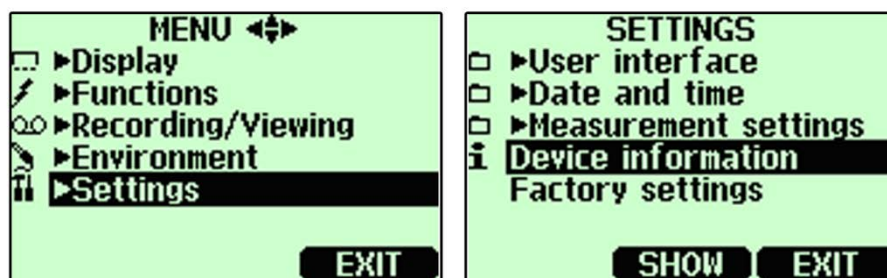 MENU ◄♦►
►Display
►Functions
►Recording/Viewing
►Environment
►Settings
EXIT
SETTINGS
►User interface
►Date and time
►Measurement settings
Device information
Factory settings
SHOW EXIT